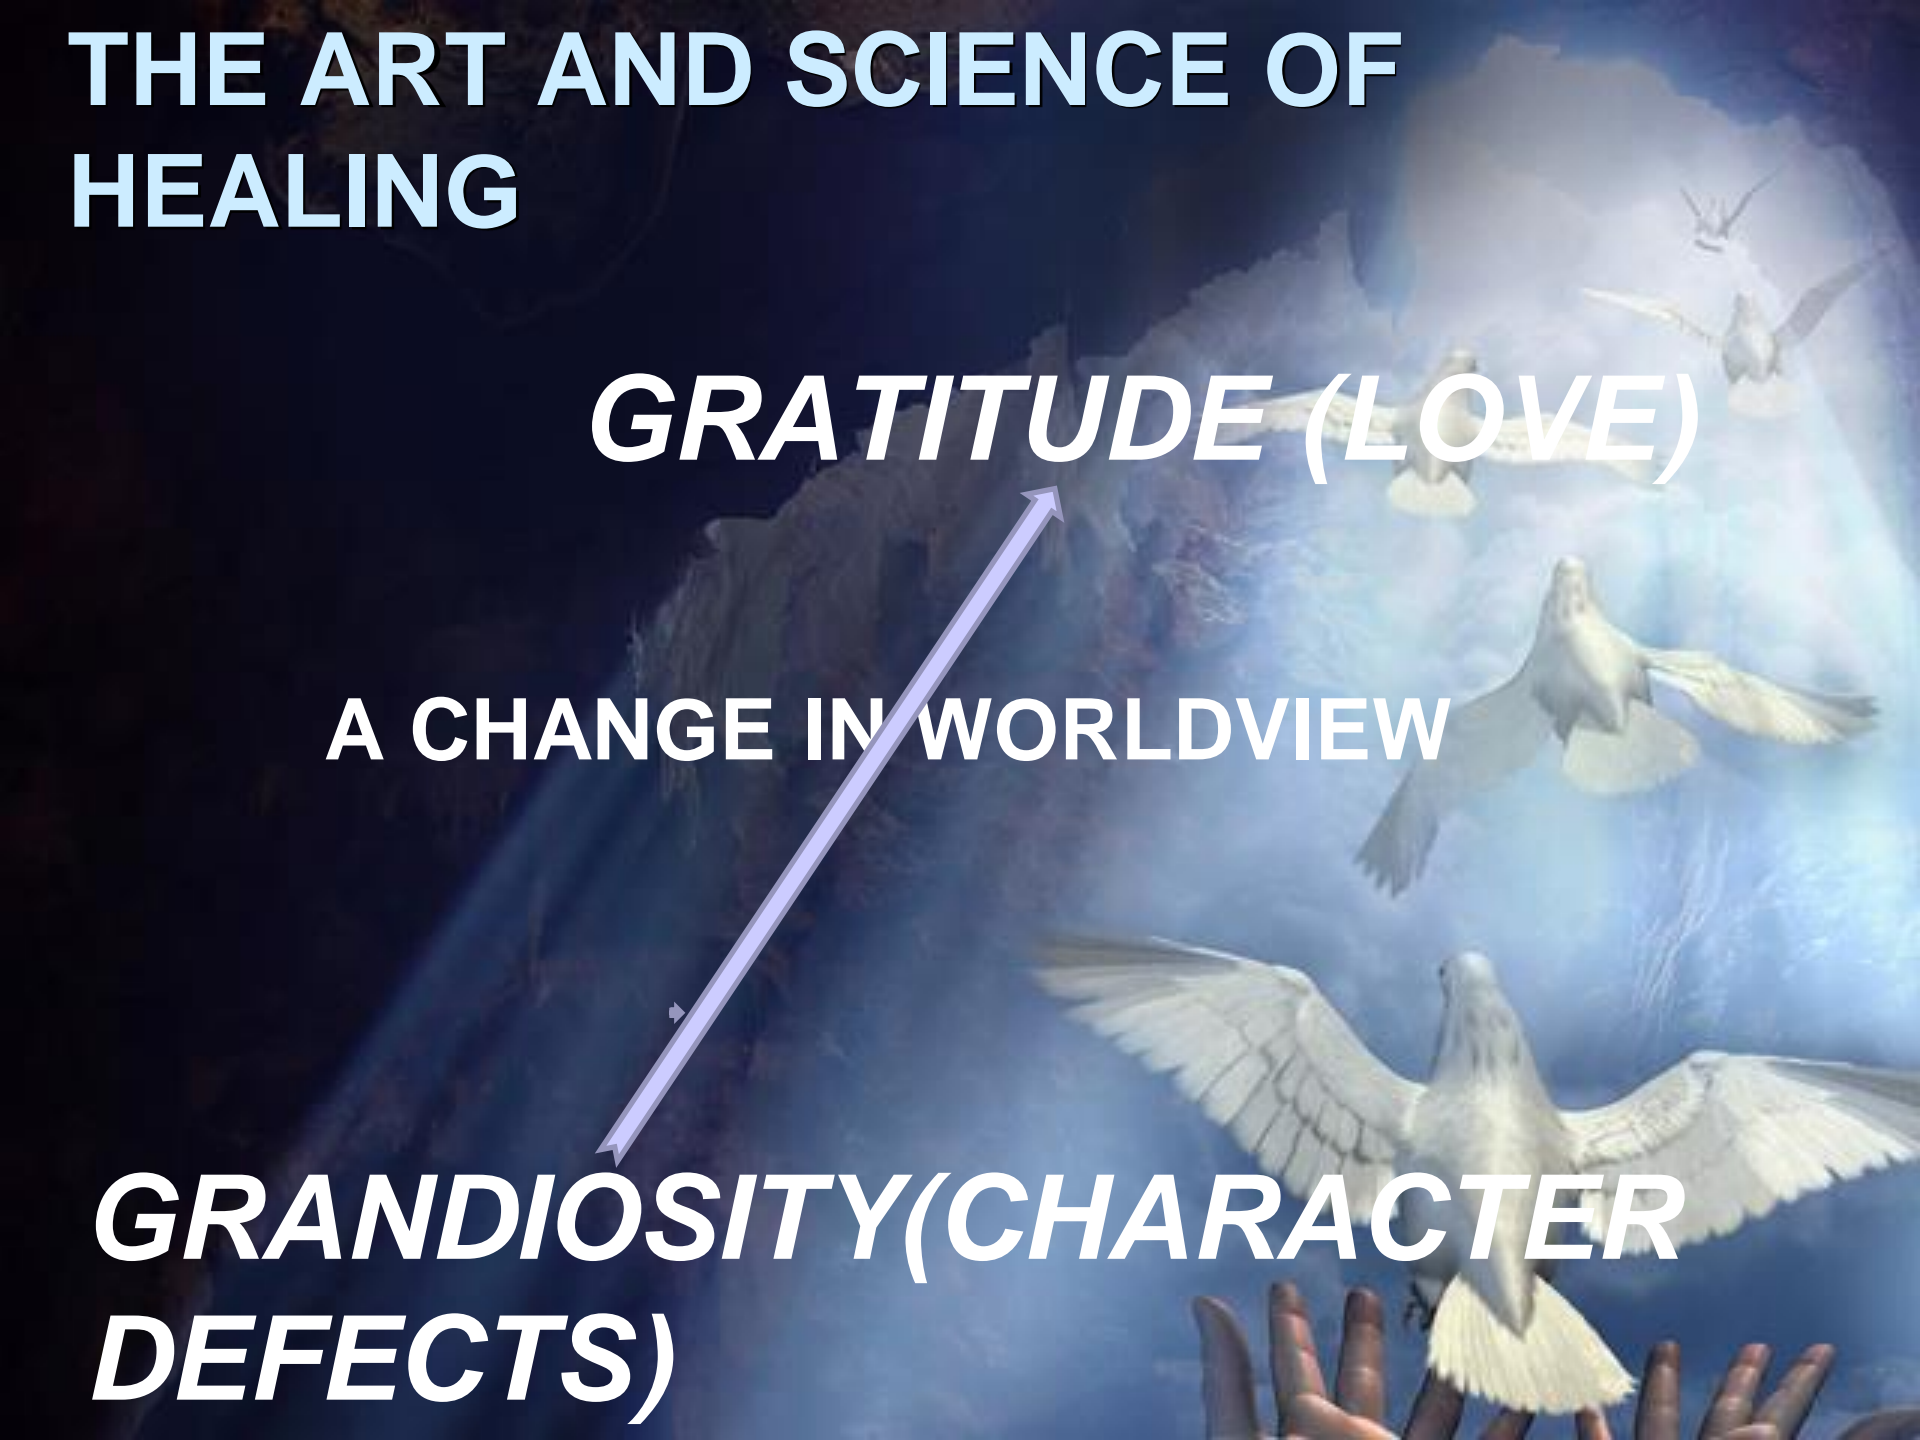 THE ART AND SCIENCE OF
HEALING
GRATITUDE (LOVE)
A CHANGE IN WORLDVIEW
GRANDIOSITY(CHARACTER
DEFECTS)